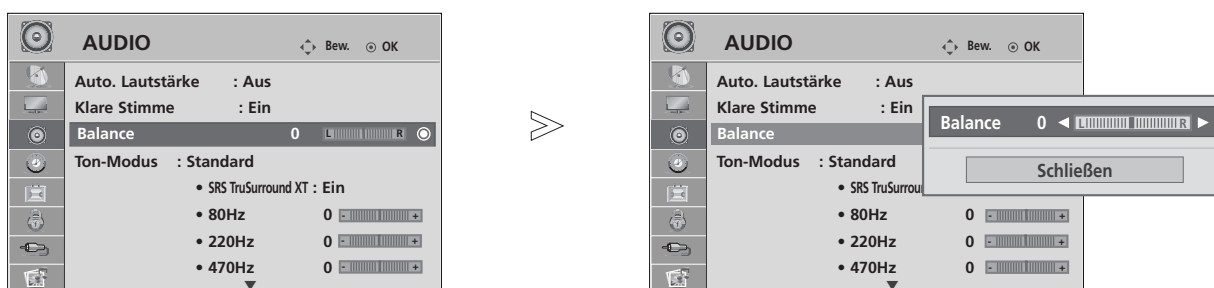 AUDIO
Bew. OK
Auto. Lautstärke : Aus
Klare Stimme : Ein
Balance 0 L R
Ton-Modus : Standard
• SRS TruSurround XT : Ein
• 80Hz 0 - +
• 220Hz 0 - +
• 470Hz 0 - +
AUDIO
Bew. OK
Auto. Lautstärke : Aus
Klare Stimme : Ein
Balance
Ton-Modus : Standard
• SRS TruSurrou
• 80Hz 0 - +
• 220Hz 0 - +
• 470Hz 0 - +
Balance 0 L R
Schließen